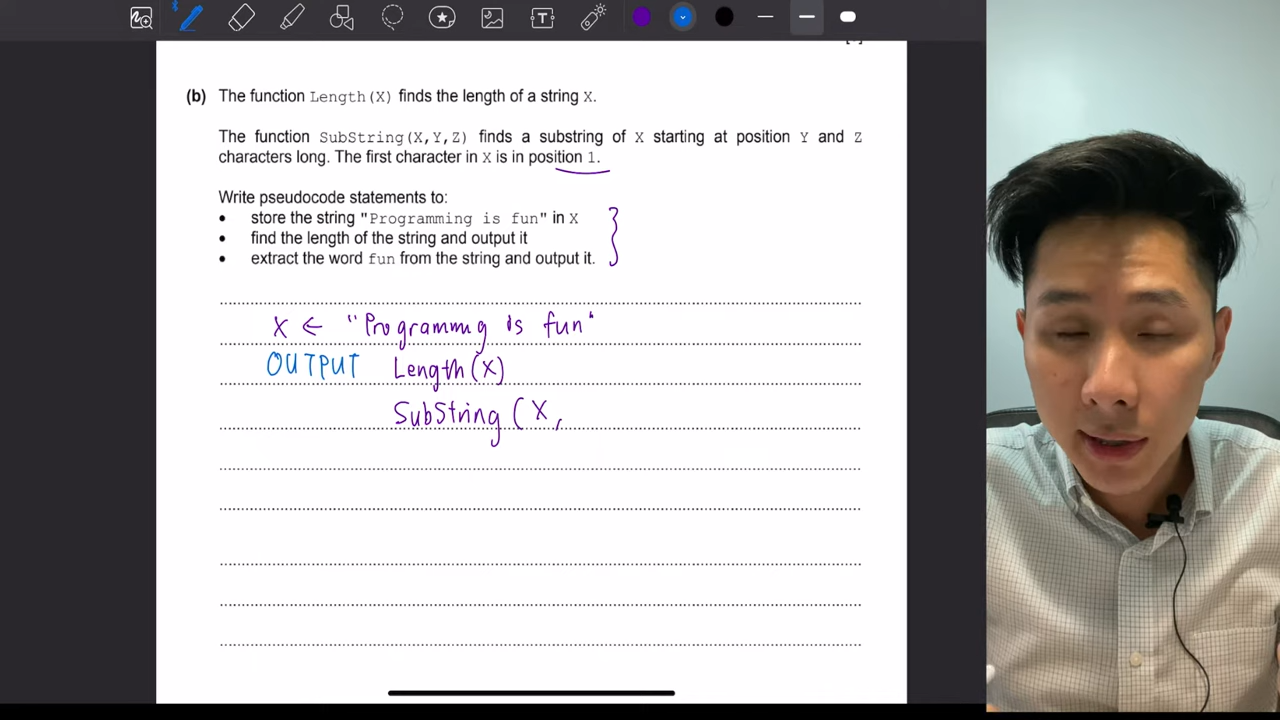 (b) The function Length(X) finds the length of a string X.
The function SubString(X,Y,Z) finds a substring of X starting at position Y and Z
characters long. The first character in X is in position 1.
Write pseudocode statements to:
• store the string "Programming is fun" in X
• find the length of the string and output it
• extract the word fun from the string and output it.
X ← "Programmg is fun"
OUTPUT Length(X)
SubString (X,